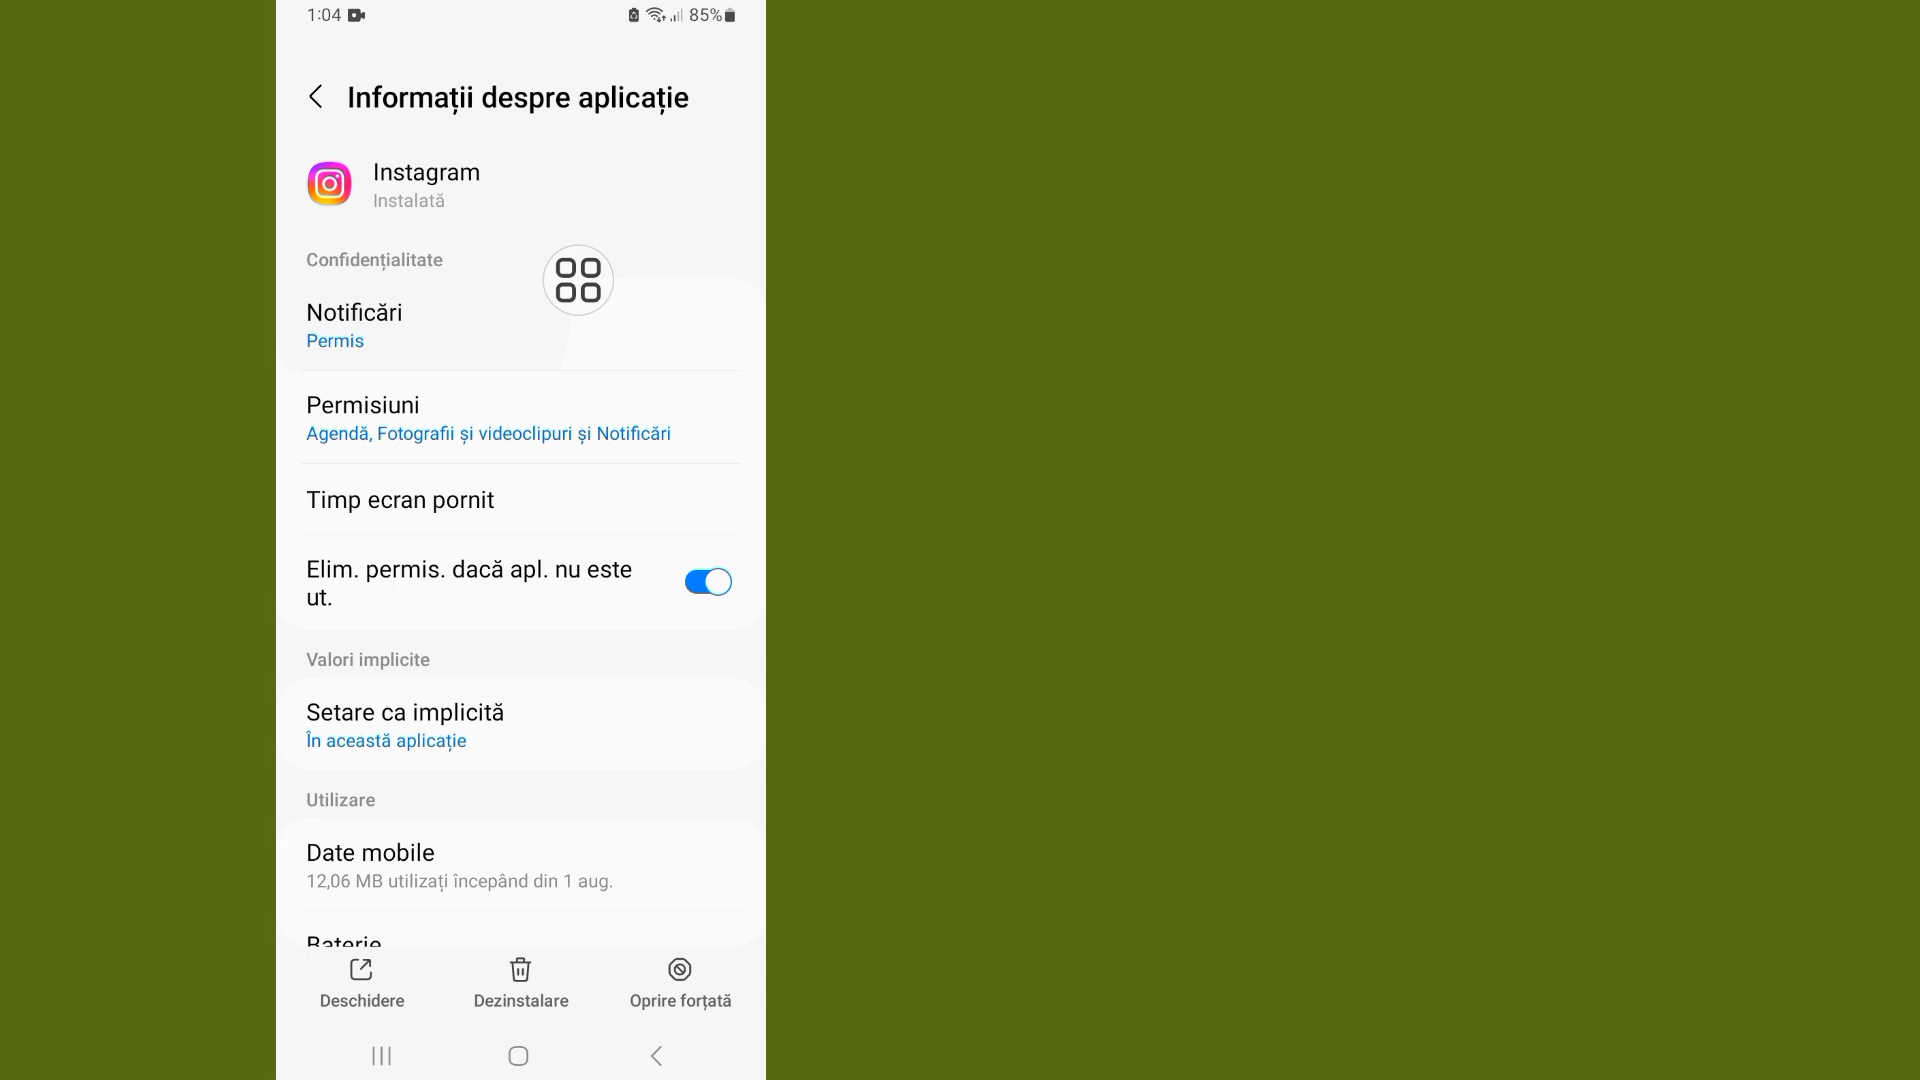 1:04
85%
Informații despre aplicație
Instagram
Instalată
Confidențialitate
Notificări
Permis
Permisiuni
Agendă, Fotografii și videoclipuri și Notificări
Timp ecran pornit
Elim. permis. dacă apl. nu este
ut.
Valori implicite
Setare ca implicită
În această aplicație
Utilizare
Date mobile
12,06 MB utilizați începând din 1 aug.
Baterie
Deschidere
Dezinstalare
Oprire forțată